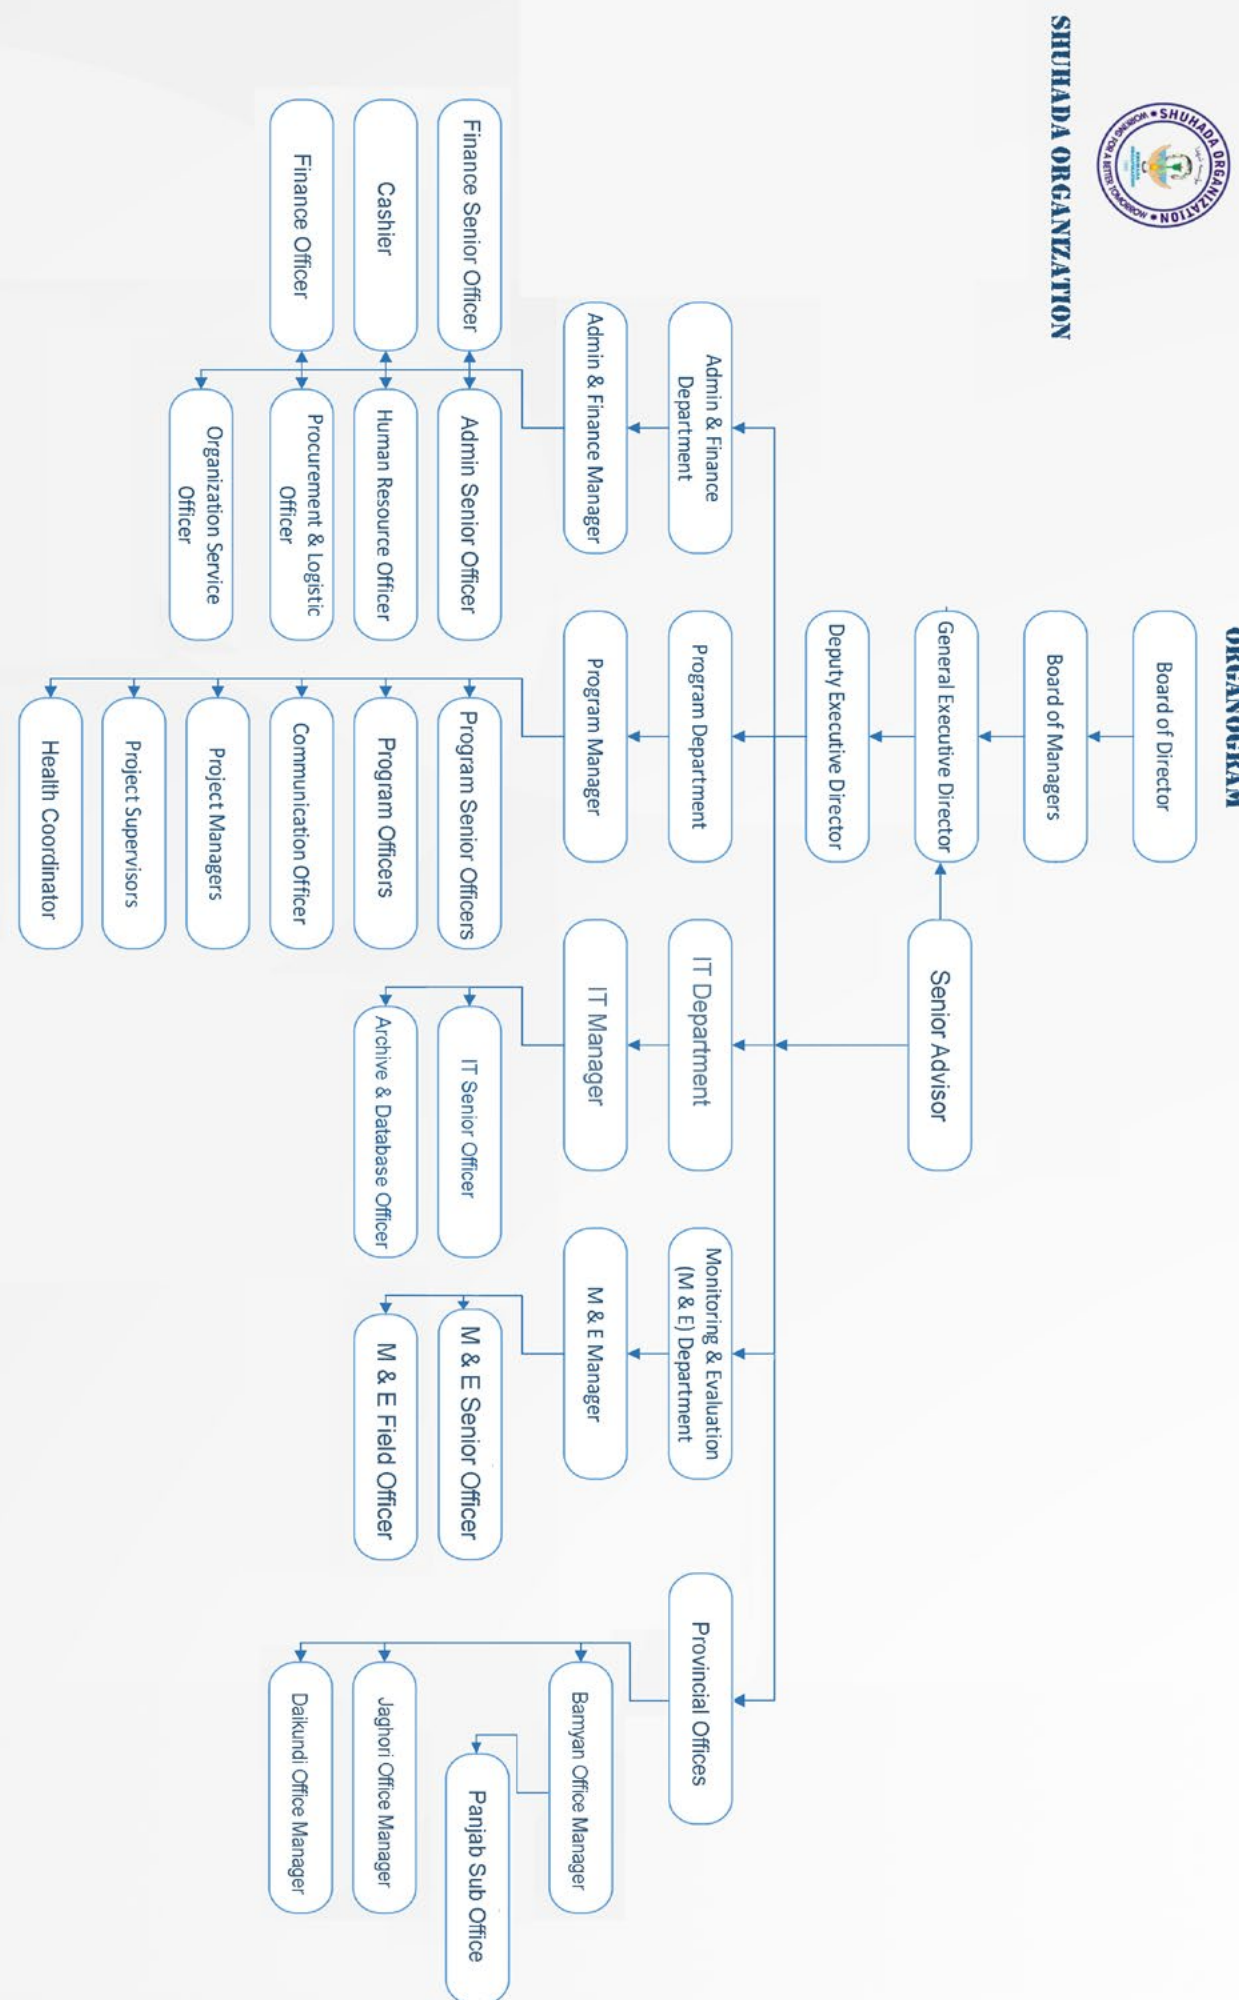 SHUHADA ORGANIZATION
WORKING FOR A BETTER TOMORROW
SHUHADA ORGANIZATION
ORGANOGRAM
Board of Director
Board of Managers
General Executive Director
Senior Advisor
Deputy Executive Director
Admin & Finance
Department
Program Department
IT Department
Monitoring & Evaluation
(M & E) Department
Provincial Offices
Admin & Finance Manager
Program Manager
IT Manager
M & E Manager
Bamyan Office Manager
Finance Senior Officer
Admin Senior Officer
Program Senior Officers
IT Senior Officer
M & E Senior Officer
Panjab Sub Office
Cashier
Human Resource Officer
Program Officers
Archive & Database Officer
M & E Field Officer
Jaghori Office Manager
Finance Officer
Procurement & Logistic
Officer
Communication Officer
Daikundi Office Manager
Organization Service
Officer
Project Managers
Project Supervisors
Health Coordinator